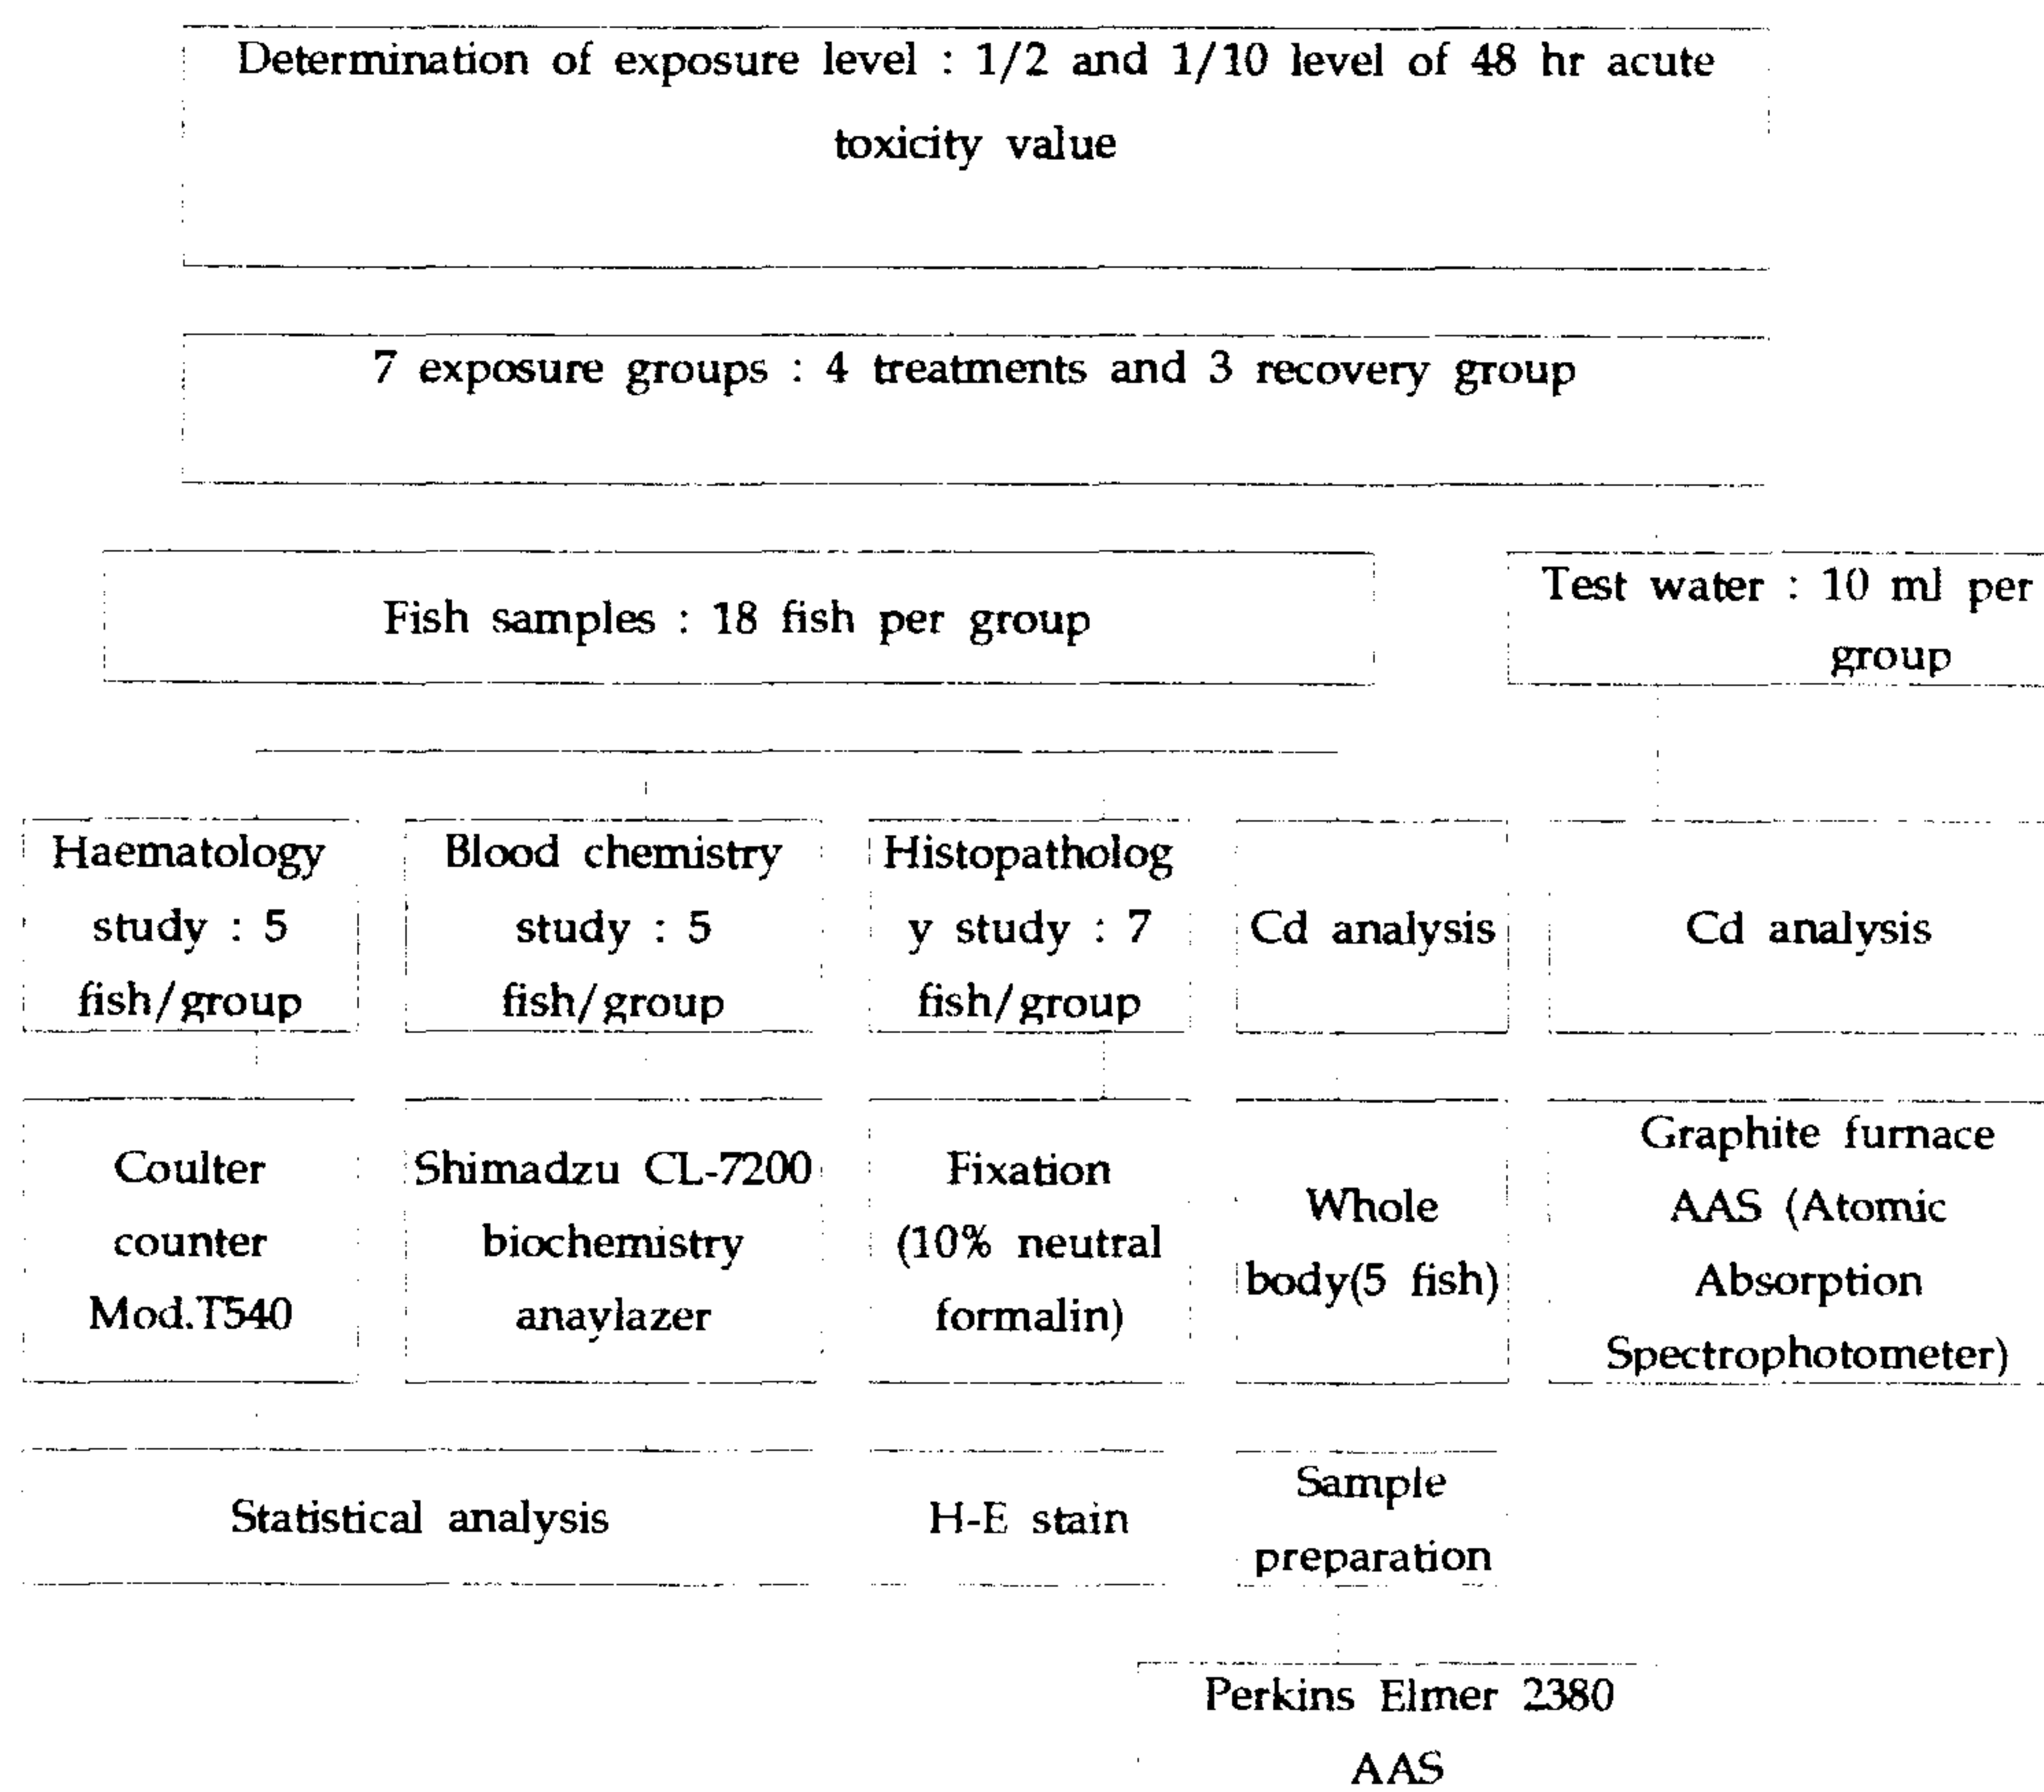 Determination of exposure level : 1/2 and 1/10 level of 48 hr acute
toxicity value
7 exposure groups : 4 treatments and 3 recovery group
Fish samples : 18 fish per group
Test water : 10 ml per
group
Haematology
study : 5
fish/group
Blood chemistry
study : 5
fish/group
Histopatholog
y study : 7
fish/group
Cd analysis
Cd analysis
Coulter
counter
Mod.T540
Shimadzu CL-7200
biochemistry
anaylazer
Fixation
(10% neutral
formalin)
Whole
body(5 fish)
Graphite furnace
AAS (Atomic
Absorption
Spectrophotometer)
Statistical analysis
H-E stain
Sample
preparation
Perkins Elmer 2380
AAS